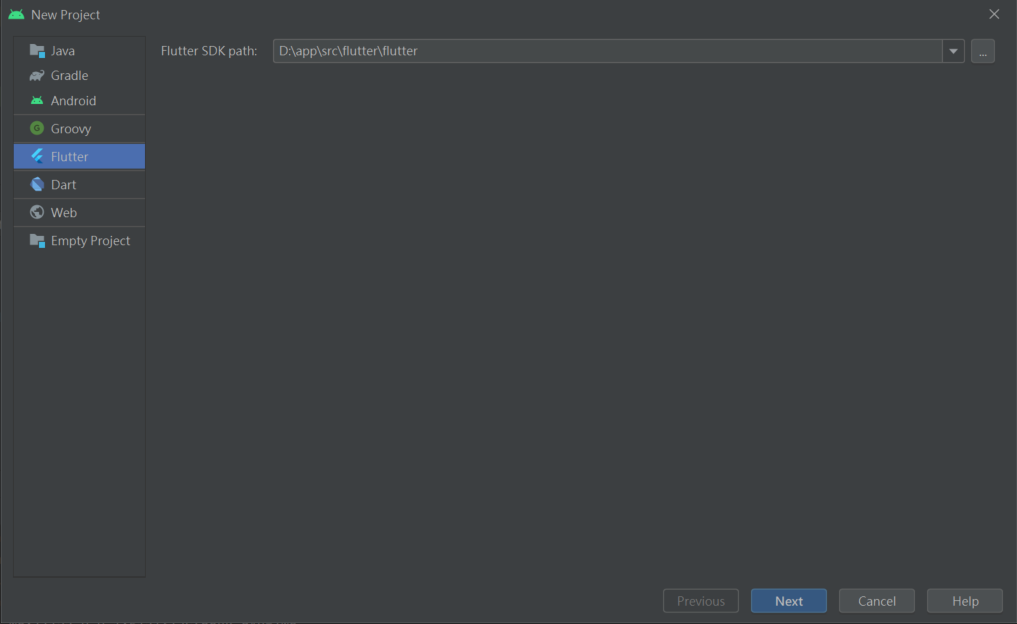 New Project
Java
Flutter SDK path: D:\app\src\flutter\flutter ...
Gradle
Android
G Groovy
Flutter
Dart
Web
Empty Project
Previous Next Cancel Help